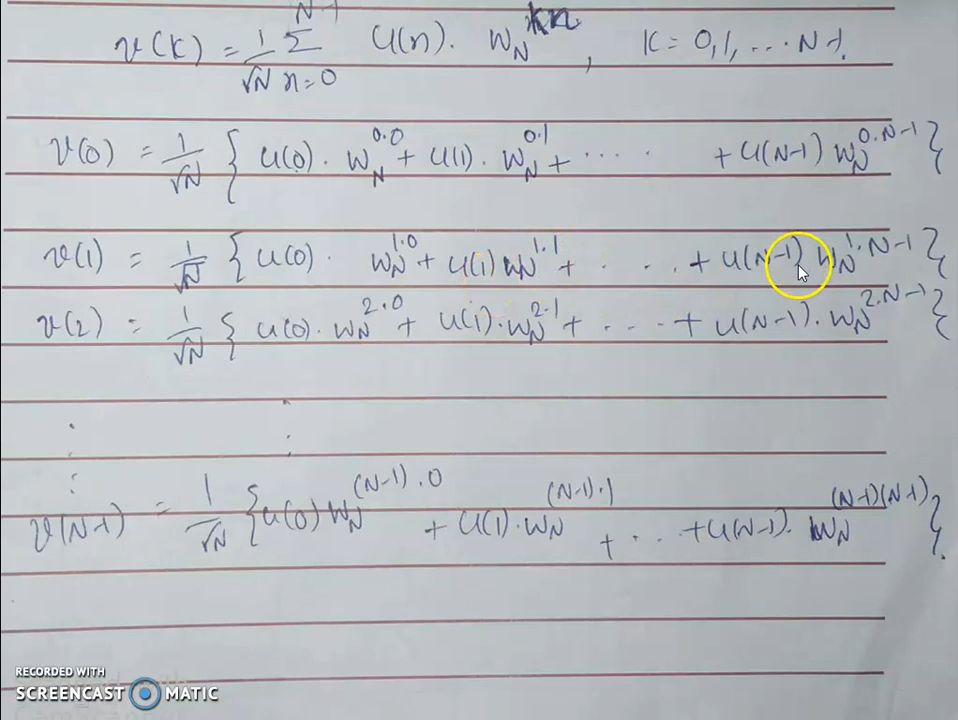 v(k) = 1/√N Σ_{n=0}^{N-1} u(n). W_N^{kn}, k = 0,1,... N-1.
v(0) = 1/√N { u(0). W_N^{0.0} + u(1). W_N^{0.1} + ..... + u(N-1) W_N^{0.N-1} }
v(1) = 1/√N { u(0). W_N^{1.0} + u(1) W_N^{1.1} + .... + u(N-1) W_N^{1.N-1} }
v(2) = 1/√N { u(0). W_N^{2.0} + u(1). W_N^{2.1} + .... + u(N-1). W_N^{2.N-1} }
v(N-1) = 1/√N { u(0) W_N^{(N-1).0} + u(1). W_N^{(N-1).1} + ... + u(N-1). W_N^{(N-1)(N-1)} }.
RECORDED WITH
SCREENCAST MATIC